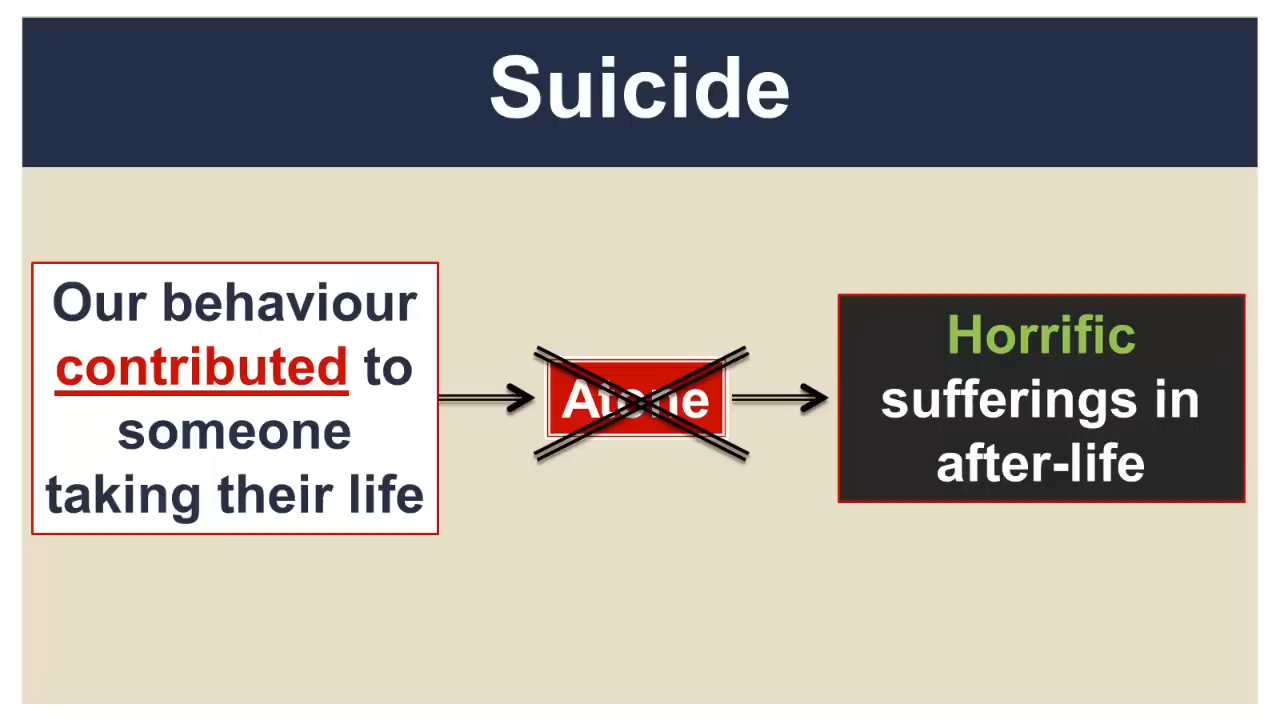 Suicide
Our behaviour
contributed to
someone
taking their life
Atone
Horrific
sufferings in
after-life